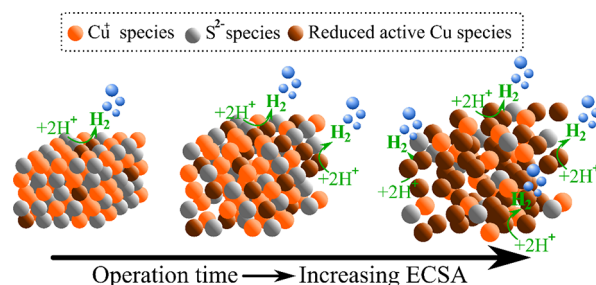 Cu⁺ species S²⁻ species Reduced active Cu species
+2H⁺ H₂
+2H⁺ H₂
H₂ +2H⁺
+2H⁺ H₂
H₂ +2H⁺
H₂ +2H⁺
H₂ +2H⁺
Operation time → Increasing ECSA